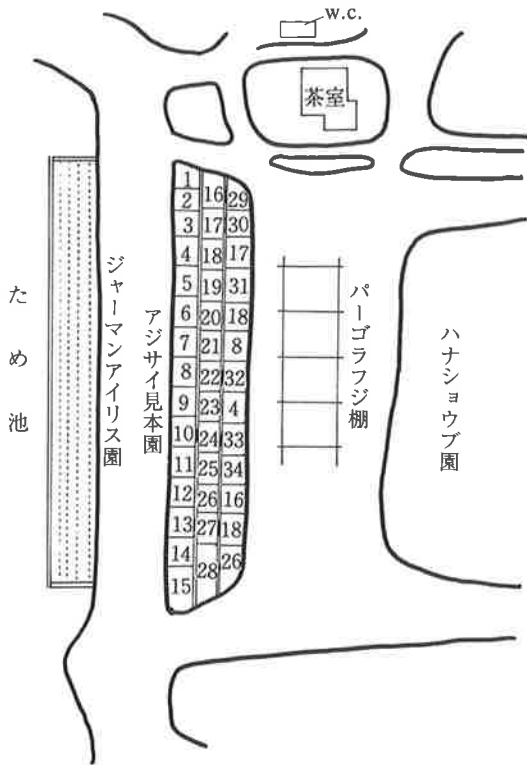 w.c.
茶室
1 16 29
2
3 17 30
4 18 17
5 19 31
6 20 18
7 21 8
8 22 32
9 23 4
10 24 33
11 25 34
12 26 16
13 27 18
14 28 26
15
ため池
ジャーマンアイリス園
アジサイ見本園
パーゴラフジ棚
ハナショウブ園